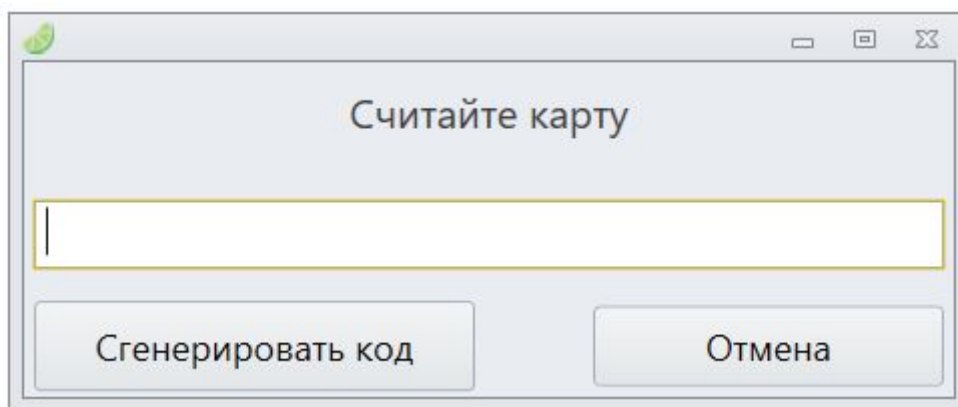 Считайте карту
Сгенерировать код
Отмена